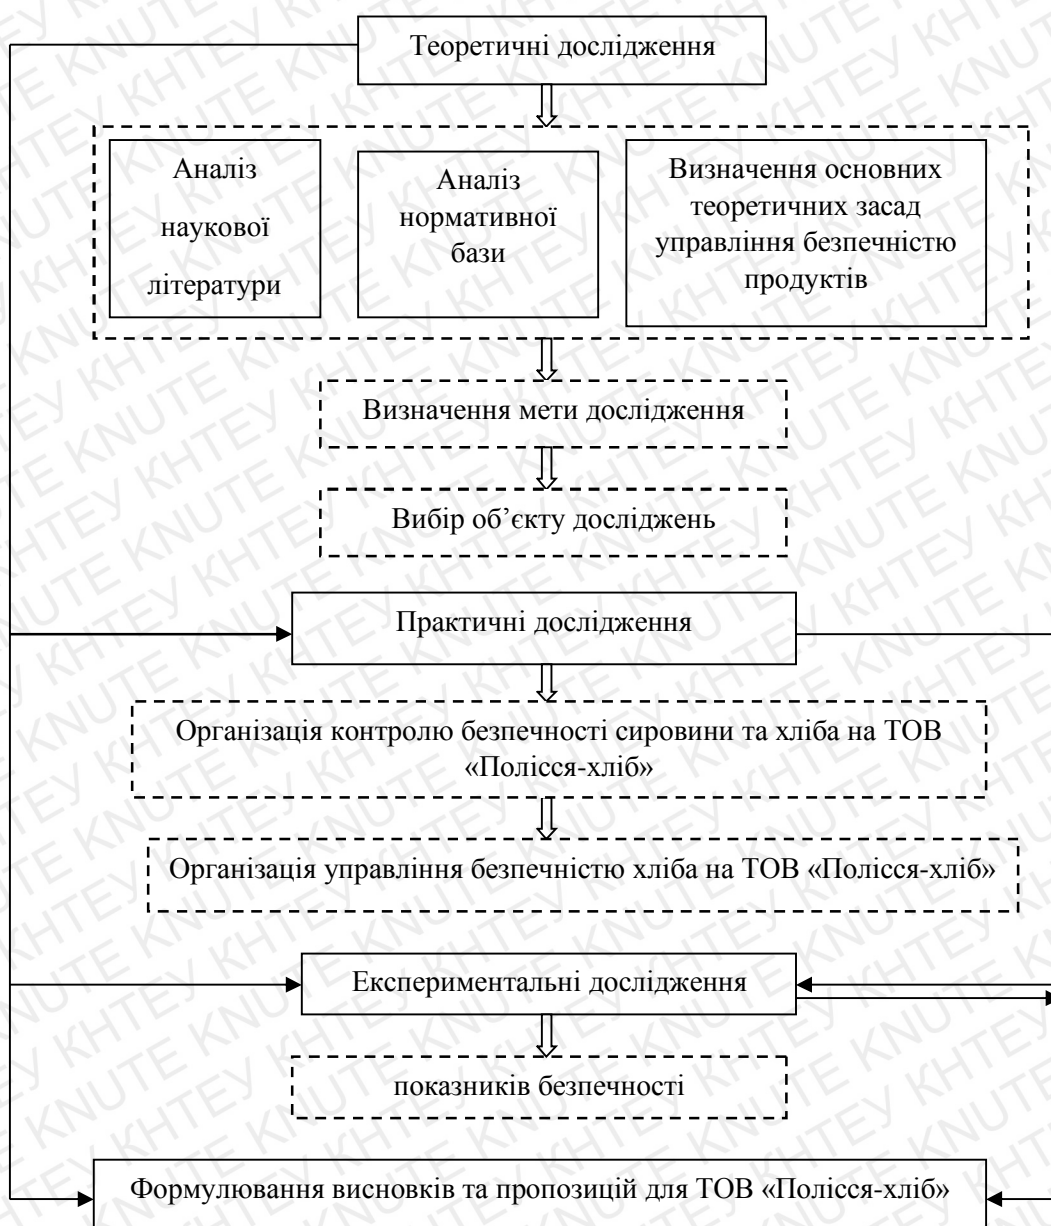 Теоретичні дослідження
Аналіз
наукової
літератури
Аналіз
нормативної
бази
Визначення основних
теоретичних засад
управління безпечністю
продуктів
Визначення мети дослідження
Вибір об’єкту досліджень
Практичні дослідження
Організація контролю безпечності сировини та хліба на ТОВ
«Полісся-хліб»
Організація управління безпечністю хліба на ТОВ «Полісся-хліб»
Експериментальні дослідження
показників безпечності
Формулювання висновків та пропозицій для ТОВ «Полісся-хліб»